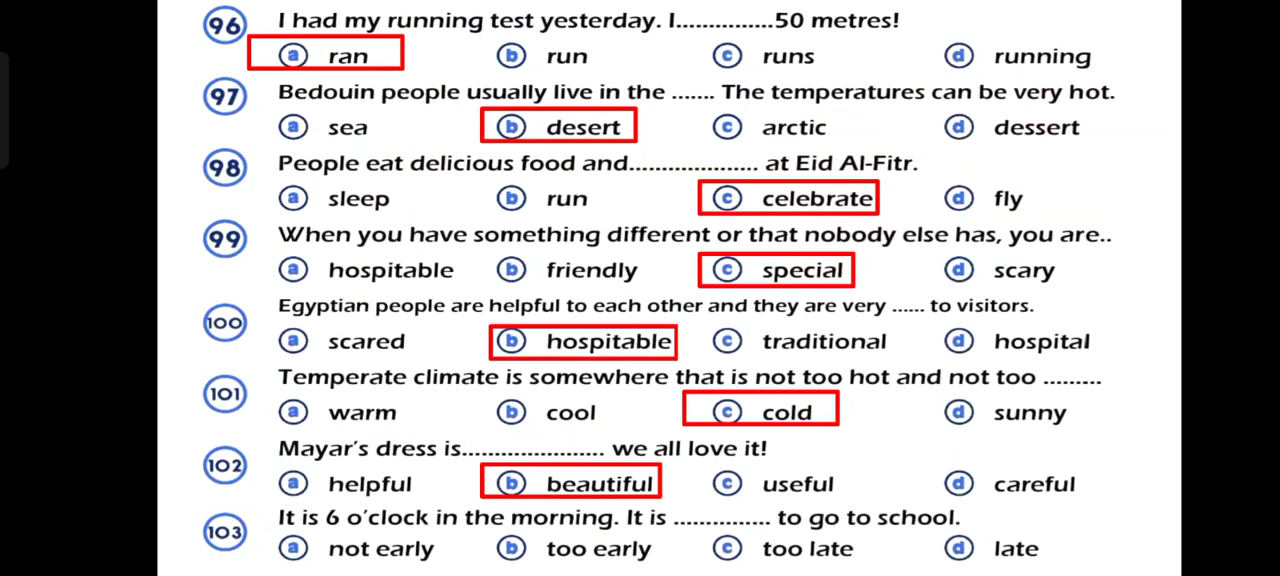 96 I had my running test yesterday. I..............50 metres!
a ran b run c runs d running
97 Bedouin people usually live in the ....... The temperatures can be very hot.
a sea b desert c arctic d dessert
98 People eat delicious food and................... at Eid Al-Fitr.
a sleep b run c celebrate d fly
99 When you have something different or that nobody else has, you are..
a hospitable b friendly c special d scary
100 Egyptian people are helpful to each other and they are very ...... to visitors.
a scared b hospitable c traditional d hospital
101 Temperate climate is somewhere that is not too hot and not too .........
a warm b cool c cold d sunny
102 Mayar's dress is..................... we all love it!
a helpful b beautiful c useful d careful
103 It is 6 o'clock in the morning. It is .............. to go to school.
a not early b too early c too late d late